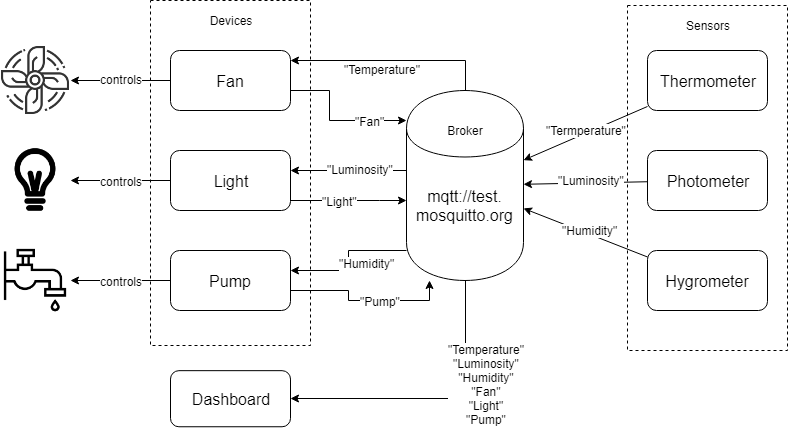 Devices
Sensors
"Temperature"
controls
Fan
Thermometer
"Fan"
Broker
"Termperature"
"Luminosity"
controls
Light
"Light"
mqtt://test.
mosquitto.org
"Luminosity"
Photometer
"Humidity"
"Humidity"
controls
Pump
Hygrometer
"Pump"
"Temperature"
"Luminosity"
"Humidity"
"Fan"
"Light"
"Pump"
Dashboard